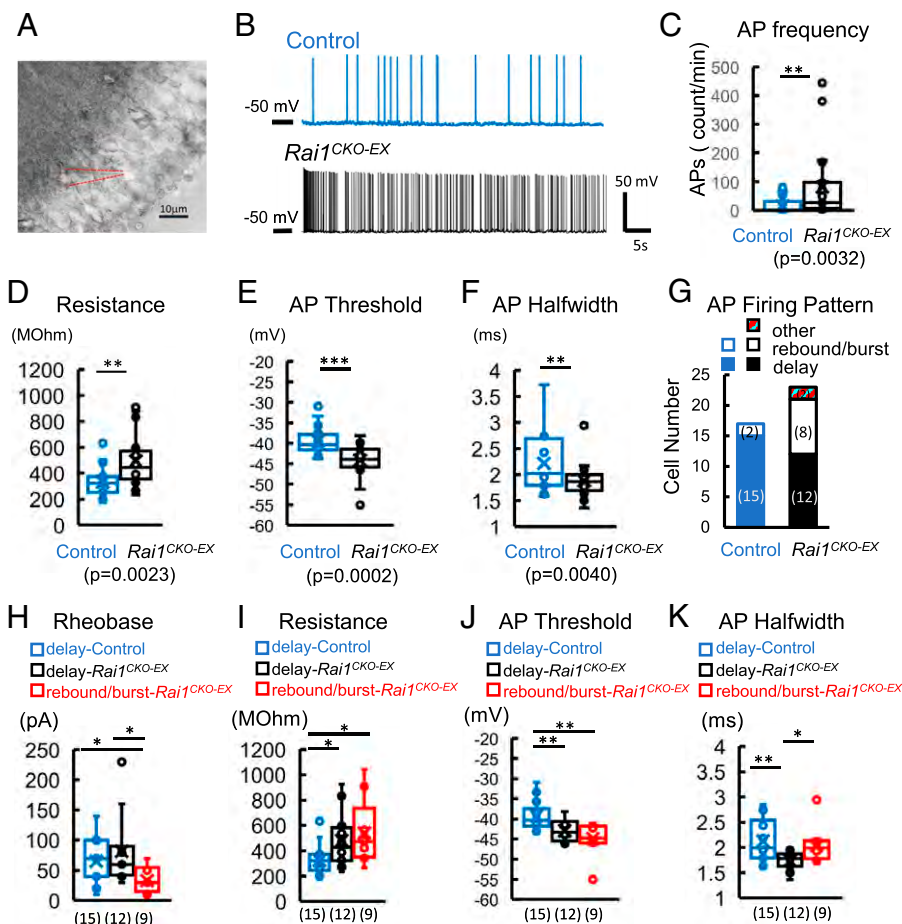 A
10μm
B
Control
-50 mV
Rai1CKO-EX
-50 mV
50 mV
5s
C
AP frequency
APs ( count/min)
500
400
300
200
100
0
**
Control Rai1CKO-EX
(p=0.0032)
D
Resistance
(MOhm)
1200
1000
800
600
400
200
0
**
Control Rai1CKO-EX
(p=0.0023)
E
AP Threshold
(mV)
-20
-25
-30
-35
-40
-45
-50
-55
-60
***
Control Rai1CKO-EX
(p=0.0002)
F
AP Halfwidth
(ms)
4
3.5
3
2.5
2
1.5
1
**
Control Rai1CKO-EX
(p=0.0040)
G
AP Firing Pattern
other
rebound/burst
delay
Cell Number
25
20
15
10
5
0
(2)
(15)
(2)
(8)
(12)
Control Rai1CKO-EX
H
Rheobase
delay-Control
delay-Rai1CKO-EX
rebound/burst-Rai1CKO-EX
(pA)
250
200
150
100
50
0
*
*
(15) (12) (9)
I
Resistance
delay-Control
delay-Rai1CKO-EX
rebound/burst-Rai1CKO-EX
(MOhm)
1200
1000
800
600
400
200
0
*
*
(15) (12) (9)
J
AP Threshold
delay-Control
delay-Rai1CKO-EX
rebound/burst-Rai1CKO-EX
(mV)
-20
-25
-30
-35
-40
-45
-50
-55
-60
**
**
(15) (12) (9)
K
AP Halfwidth
delay-Control
delay-Rai1CKO-EX
rebound/burst-Rai1CKO-EX
(ms)
4
3.5
3
2.5
2
1.5
1
**
*
(15) (12) (9)